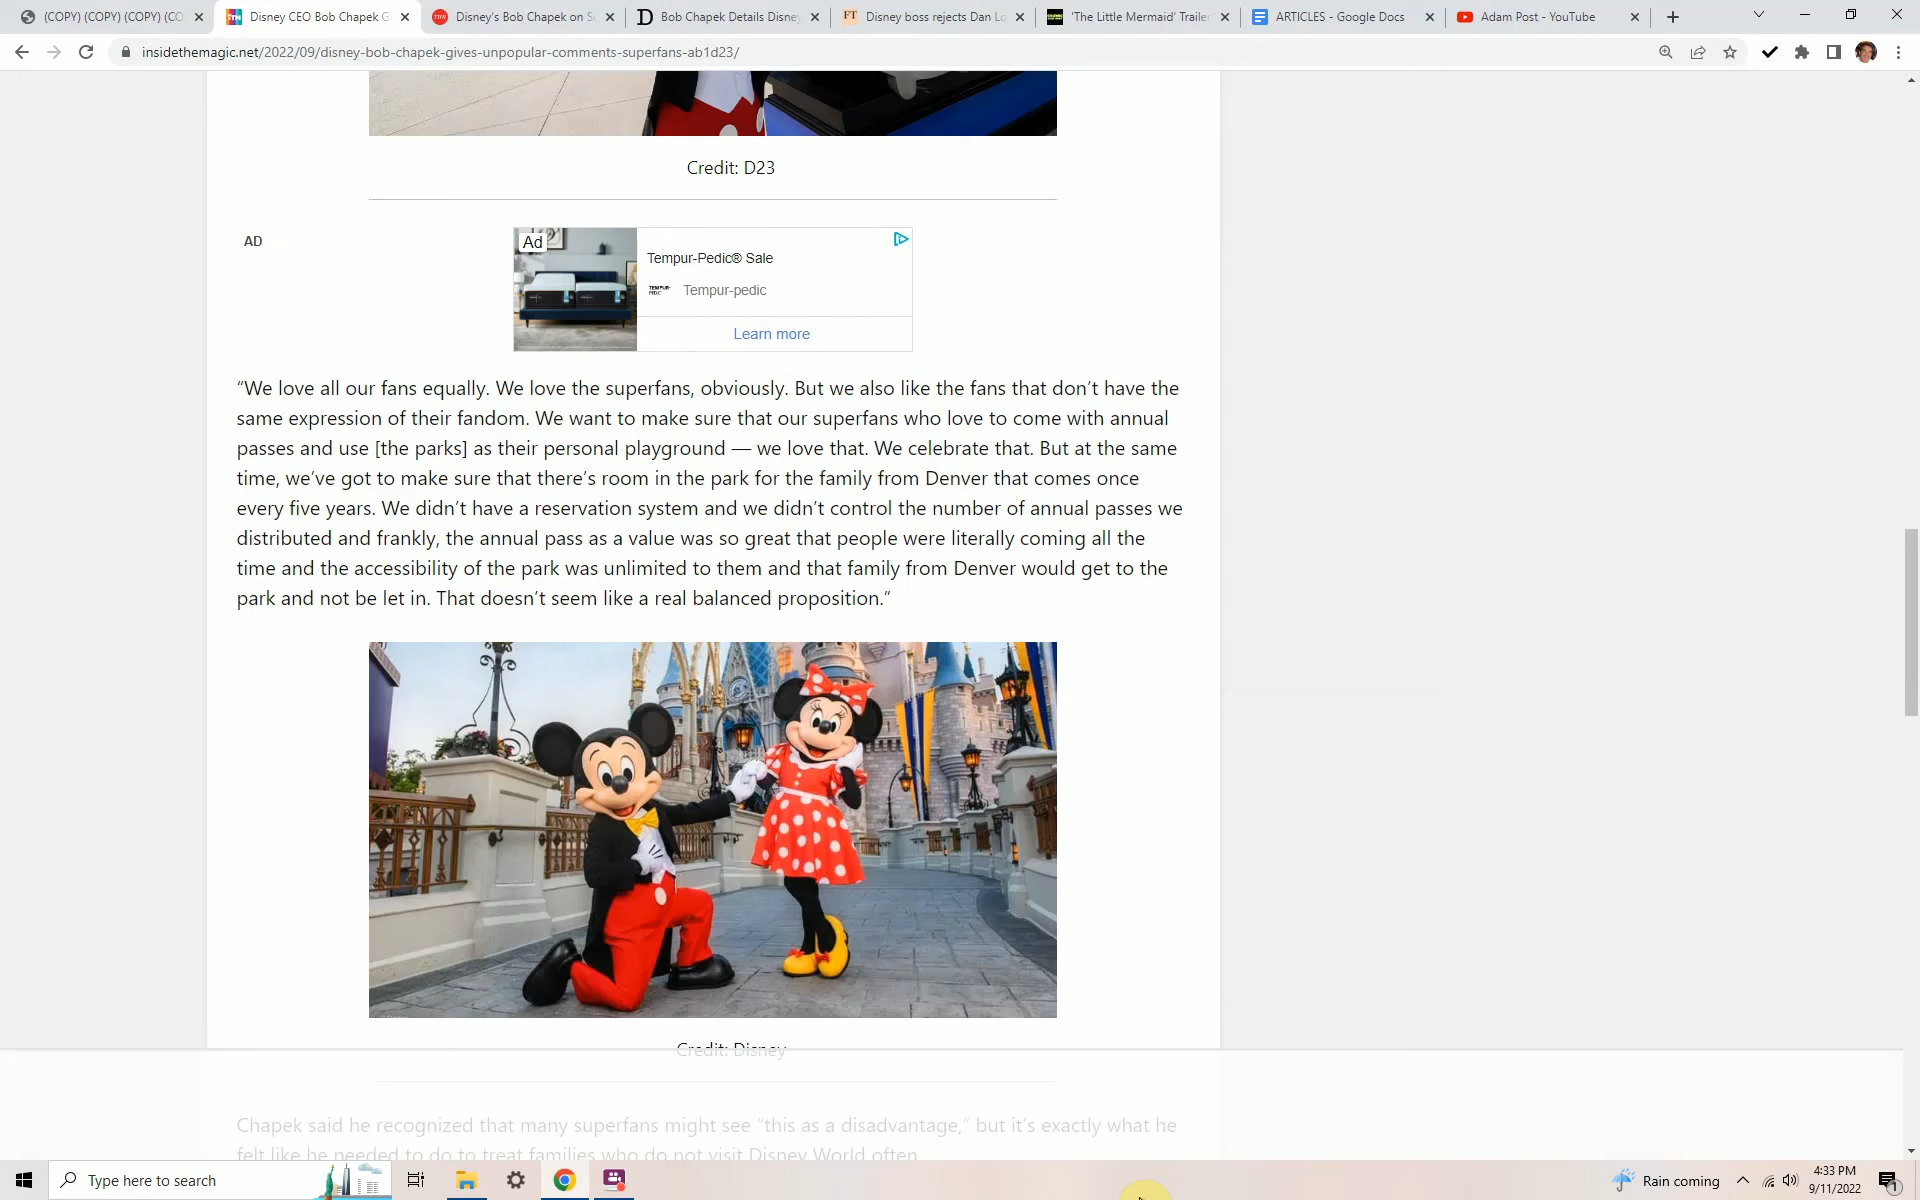 (COPY) (COPY) (COPY) (CO
Disney CEO Bob Chapek G
Disney's Bob Chapek on S
Bob Chapek Details Disney
Disney boss rejects Dan Lo
'The Little Mermaid' Trailer
ARTICLES - Google Docs
Adam Post - YouTube
insidethemagic.net/2022/09/disney-bob-chapek-gives-unpopular-comments-superfans-ab1d23/
Credit: D23
AD
Ad
Tempur-Pedic® Sale
TEMPUR-PEDIC
Tempur-pedic
Learn more
“We love all our fans equally. We love the superfans, obviously. But we also like the fans that don’t have the
same expression of their fandom. We want to make sure that our superfans who love to come with annual
passes and use [the parks] as their personal playground — we love that. We celebrate that. But at the same
time, we’ve got to make sure that there’s room in the park for the family from Denver that comes once
every five years. We didn’t have a reservation system and we didn’t control the number of annual passes we
distributed and frankly, the annual pass as a value was so great that people were literally coming all the
time and the accessibility of the park was unlimited to them and that family from Denver would get to the
park and not be let in. That doesn’t seem like a real balanced proposition.”
Credit: Disney
Chapek said he recognized that many superfans might see “this as a disadvantage,” but it’s exactly what he
felt like he needed to do to treat families who do not visit Disney World often.
Type here to search
Rain coming
4:33 PM
9/11/2022
1